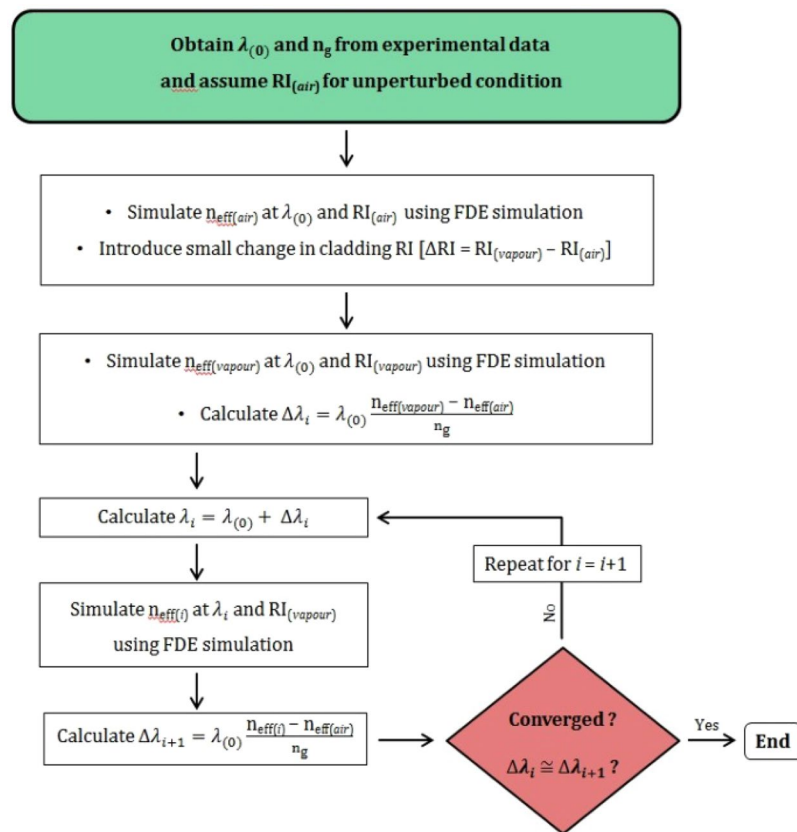 Obtain λ(0) and ng from experimental data
and assume RI(air) for unperturbed condition
• Simulate neff(air) at λ(0) and RI(air) using FDE simulation
• Introduce small change in cladding RI [ΔRI = RI(vapour) – RI(air)]
• Simulate neff(vapour) at λ(0) and RI(vapour) using FDE simulation
• Calculate Δλi = λ(0) (neff(vapour) – neff(air))/ng
Calculate λi = λ(0) + Δλi
Repeat for i = i+1
Simulate neff(i) at λi and RI(vapour)
using FDE simulation
No
Calculate Δλi+1 = λ(0) (neff(i) – neff(air))/ng
Converged ?
Δλi ≅ Δλi+1 ?
Yes
End